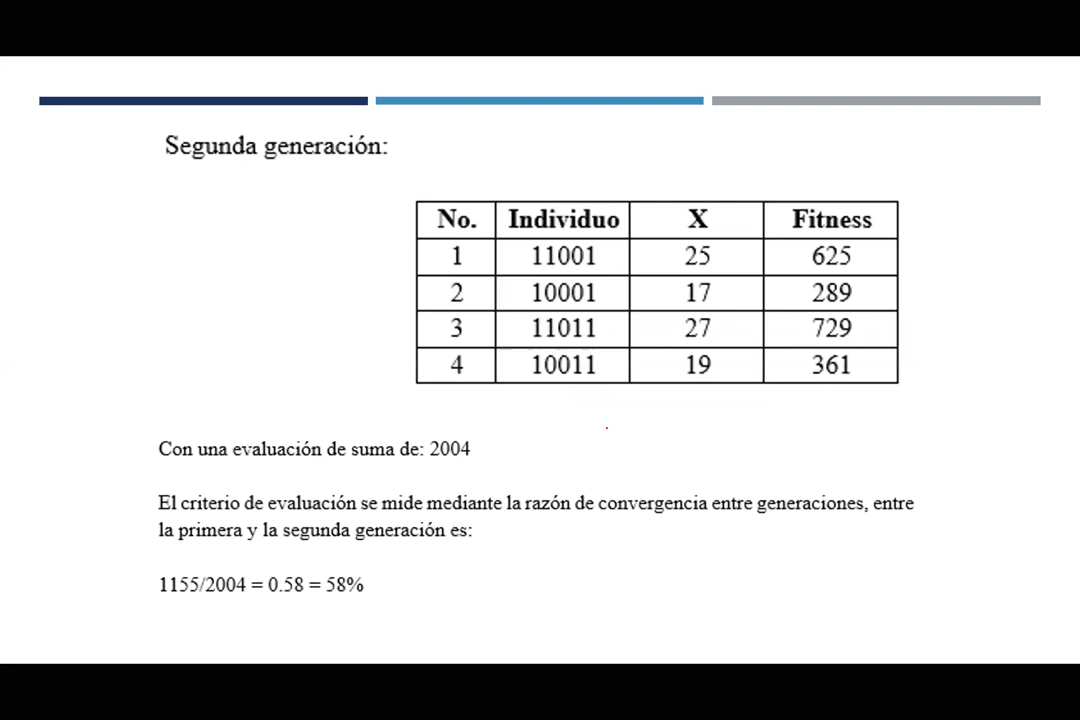 Segunda generación:
No. Individuo X Fitness
1 11001 25 625
2 10001 17 289
3 11011 27 729
4 10011 19 361
Con una evaluación de suma de: 2004
El criterio de evaluación se mide mediante la razón de convergencia entre generaciones, entre
la primera y la segunda generación es:
1155/2004 = 0.58 = 58%